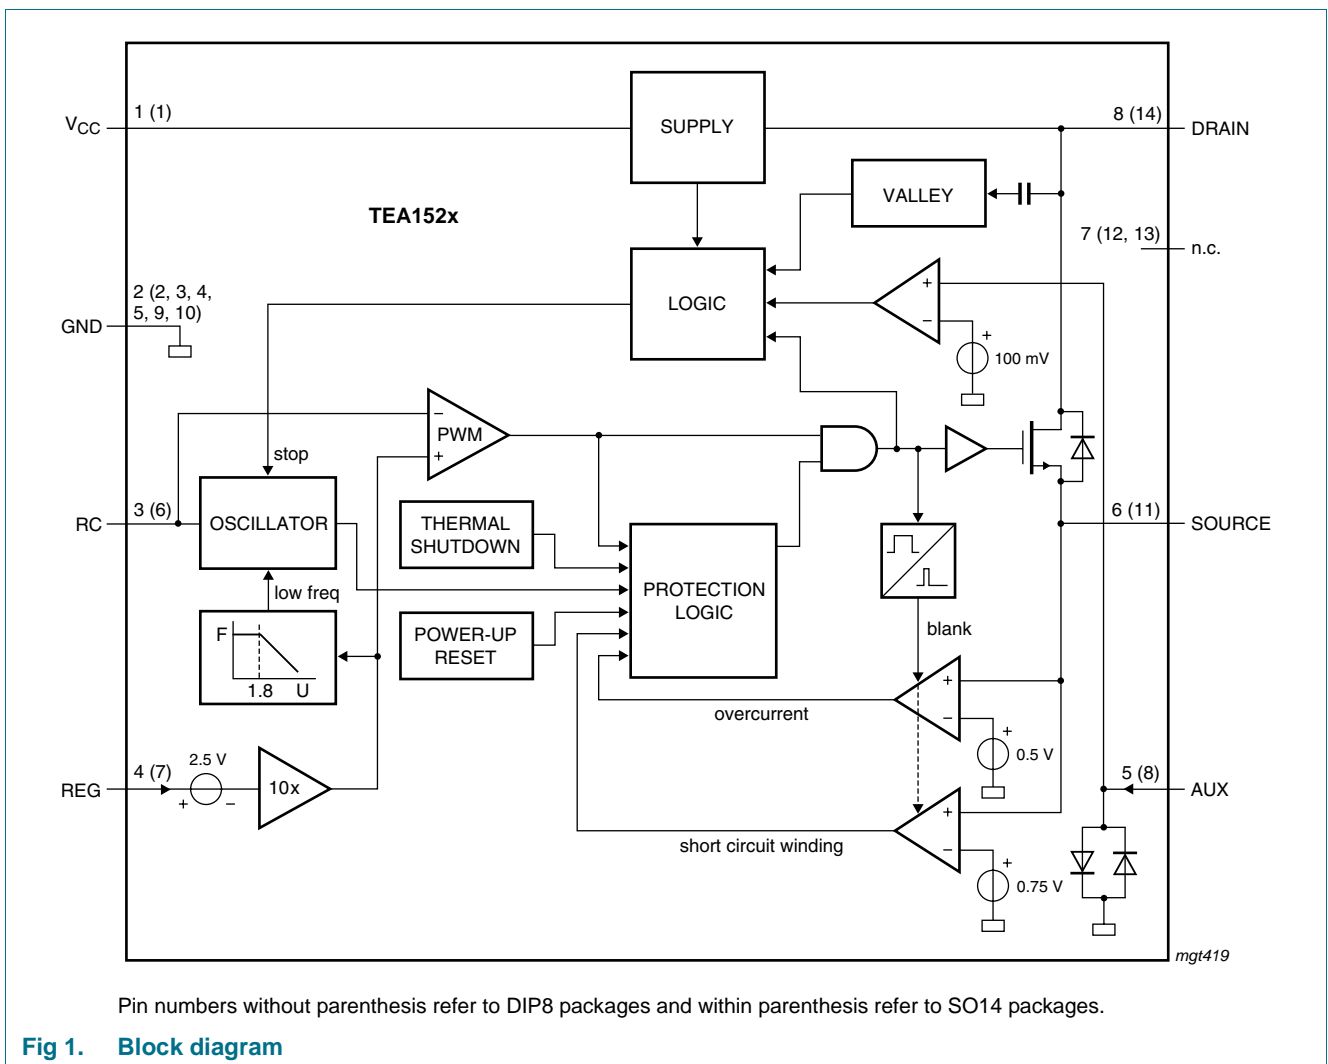 SUPPLY
1 (1)
V_CC
8 (14)
DRAIN
VALLEY
TEA152x
7 (12, 13)
n.c.
2 (2, 3, 4,
5, 9, 10)
GND
LOGIC
+
−
+
100 mV
−
PWM
+
stop
3 (6)
RC
OSCILLATOR
THERMAL
SHUTDOWN
6 (11)
SOURCE
low freq
PROTECTION
LOGIC
F
1.8 U
POWER-UP
RESET
blank
+
−
overcurrent
+
0.5 V
4 (7)
REG
2.5 V
+ −
10x
5 (8)
AUX
+
−
short circuit winding
+
0.75 V
mgt419
Pin numbers without parenthesis refer to DIP8 packages and within parenthesis refer to SO14 packages.
Fig 1. Block diagram